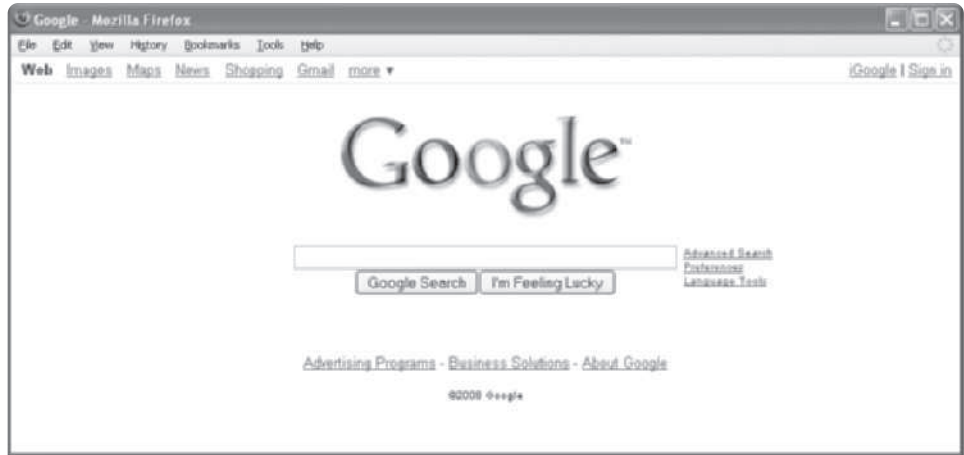 Google - Mozilla Firefox
File Edit View History Bookmarks Tools Help
Web Images Maps News Shopping Gmail more ▼ iGoogle | Sign in
Google™
Advanced Search
Preferences
Language Tools
Google Search I'm Feeling Lucky
Advertising Programs - Business Solutions - About Google
©2008 Google